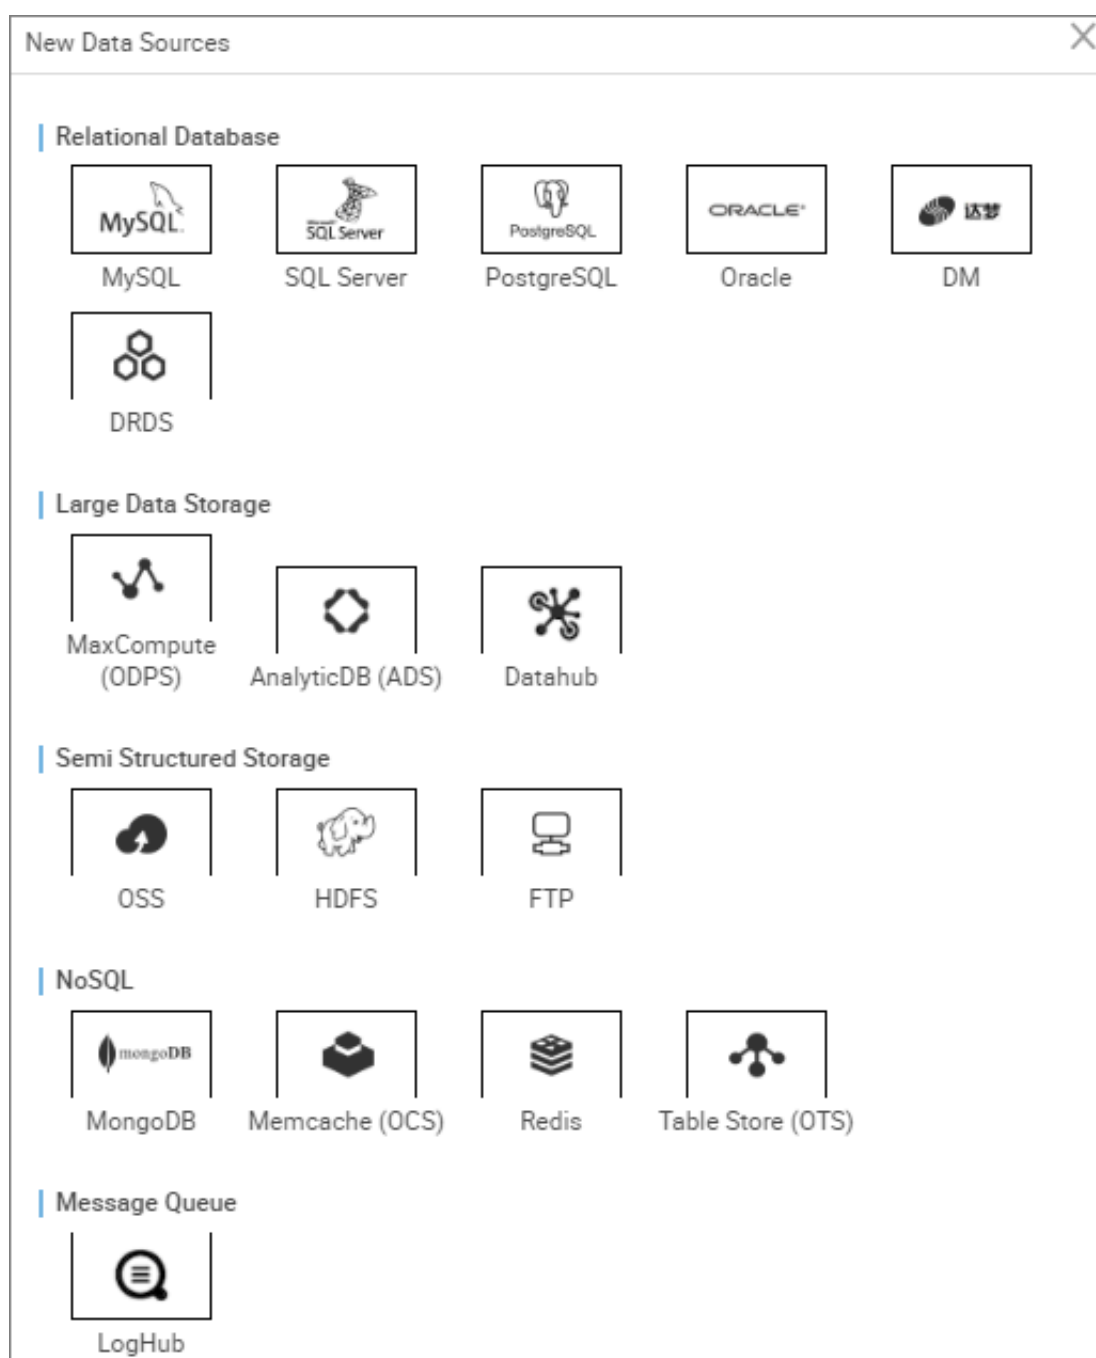 New Data Sources
Relational Database
MySQL.
Microsoft SQL Server
PostgreSQL
ORACLE
达梦
MySQL
SQL Server
PostgreSQL
Oracle
DM
DRDS
Large Data Storage
MaxCompute
(ODPS)
AnalyticDB (ADS)
Datahub
Semi Structured Storage
OSS
HDFS
FTP
NoSQL
mongoDB
MongoDB
Memcache (OCS)
Redis
Table Store (OTS)
Message Queue
LogHub